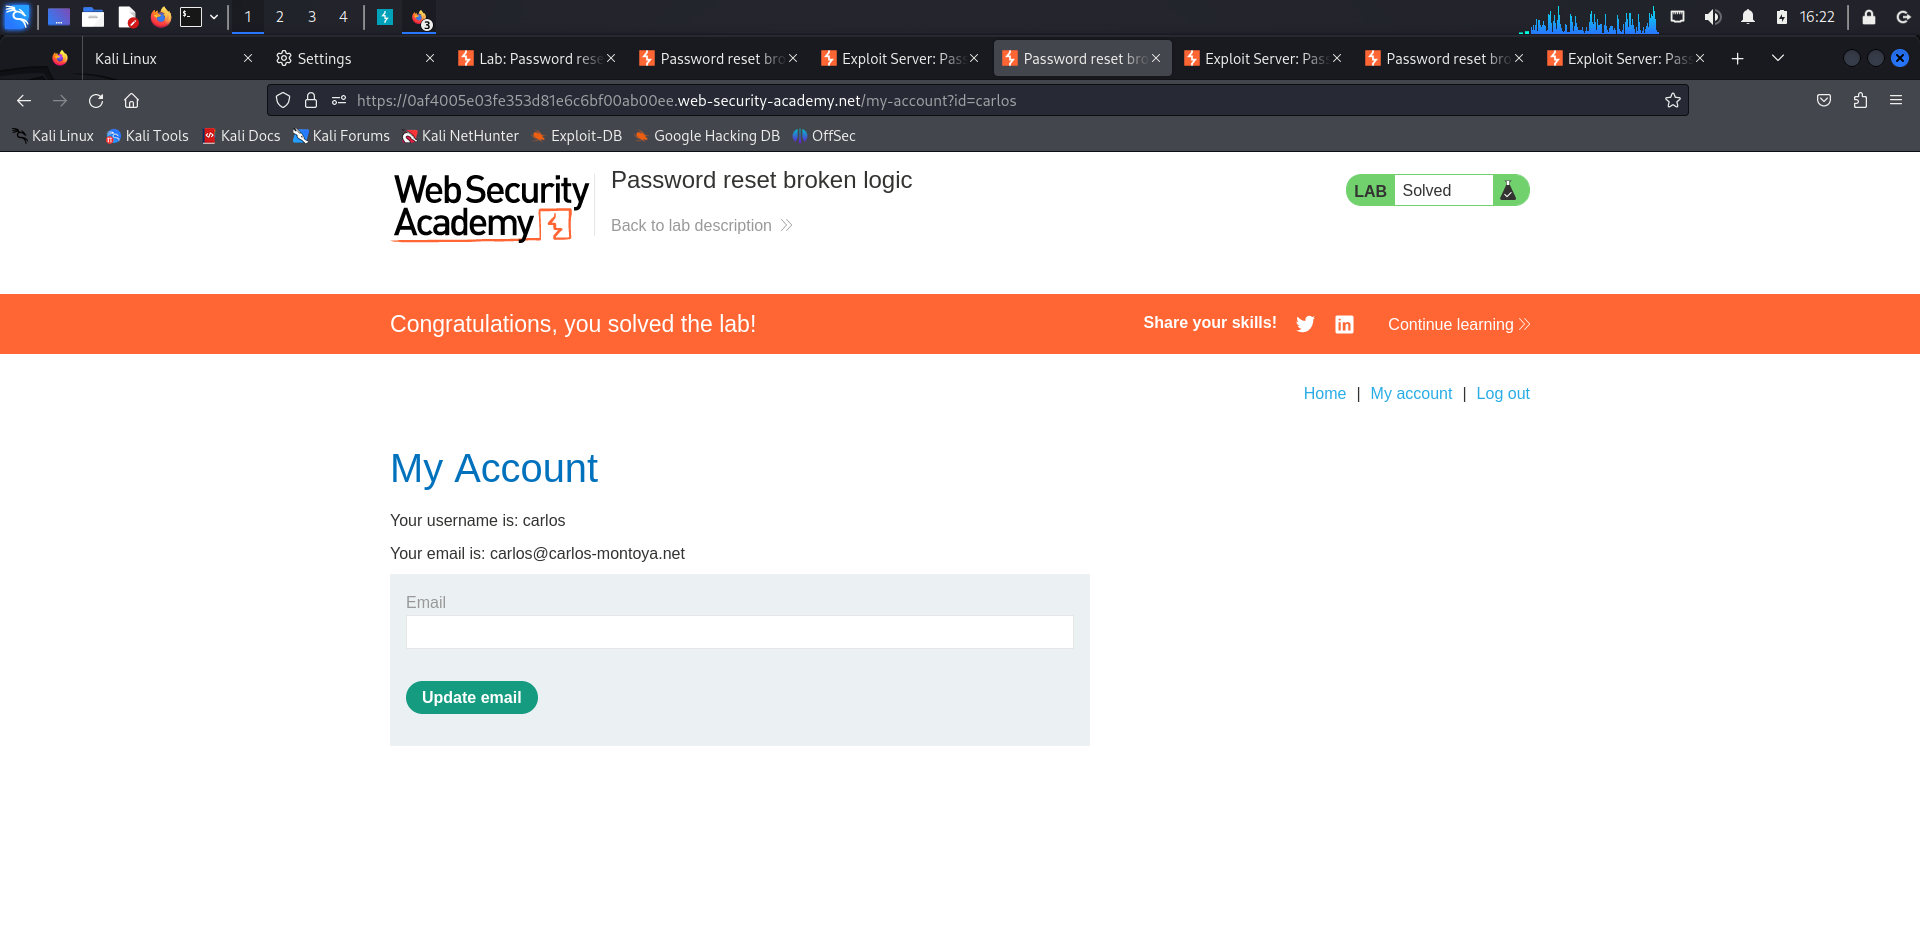 1 2 3 4 3 16:22
Kali Linux Settings Lab: Password rese Password reset bro Exploit Server: Pas Password reset bro Exploit Server: Pas Password reset bro Exploit Server: Pas
https://0af4005e03fe353d81e6c6bf00ab00ee.web-security-academy.net/my-account?id=carlos
Kali Linux Kali Tools Kali Docs Kali Forums Kali NetHunter Exploit-DB Google Hacking DB OffSec
Web Security
Academy
Password reset broken logic
Back to lab description
LAB Solved
Congratulations, you solved the lab!
Share your skills! Continue learning
Home | My account | Log out
My Account
Your username is: carlos
Your email is: carlos@carlos-montoya.net
Email
Update email